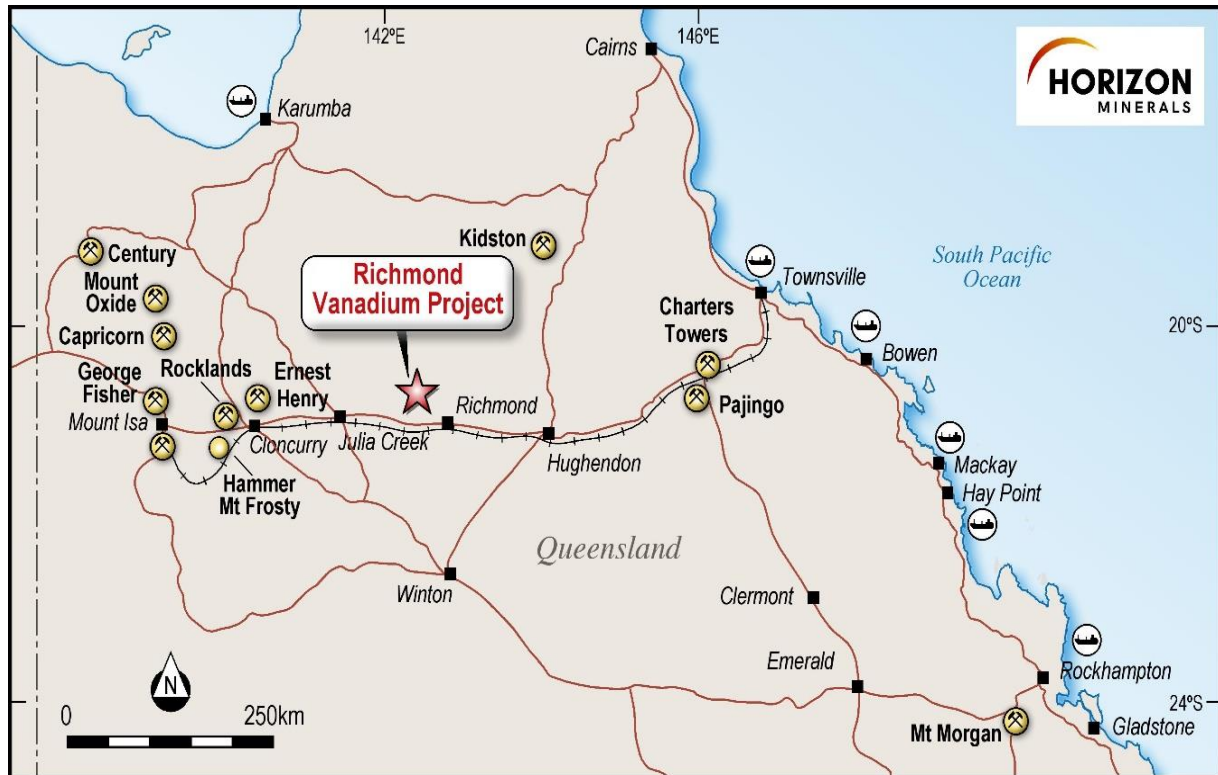 142°E
146°E
Cairns
HORIZON
MINERALS
Karumba
Century
Kidston
South Pacific
Ocean
Richmond
Vanadium Project
Mount
Oxide
Townsville
Charters
Towers
20°S
Capricorn
Bowen
Rocklands
Ernest
Henry
George
Fisher
Mount Isa
Richmond
Pajingo
Cloncurry
Julia Creek
Hughendon
Hammer
Mt Frosty
Mackay
Hay Point
Queensland
Winton
Clermont
Emerald
Rockhampton
N
0
250km
24°S
Mt Morgan
Gladstone